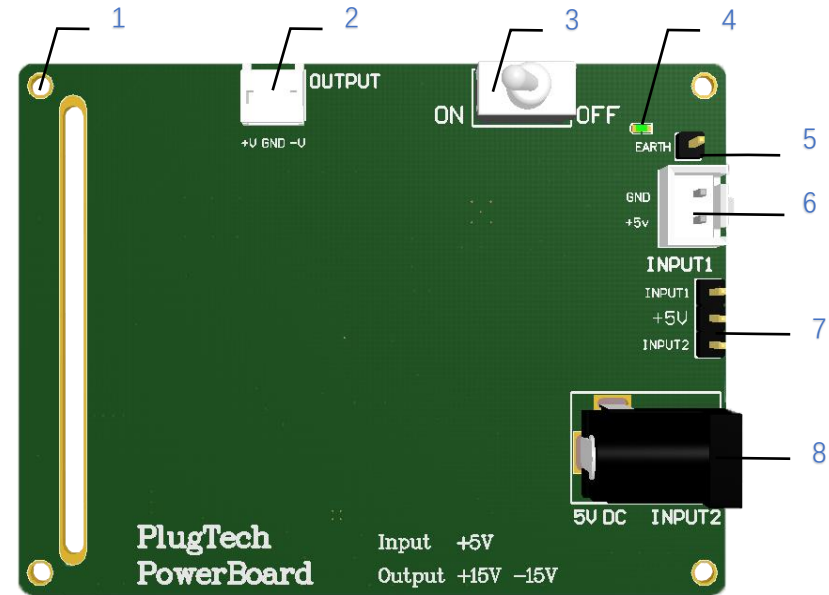 1 2 3 4
OUTPUT
ON OFF
+V GND -V
EARTH
5
GND
6
+5v
INPUT1
INPUT1
+5V
7
INPUT2
8
5V DC INPUT2
PlugTech
PowerBoard
Input +5V
Output +15V -15V